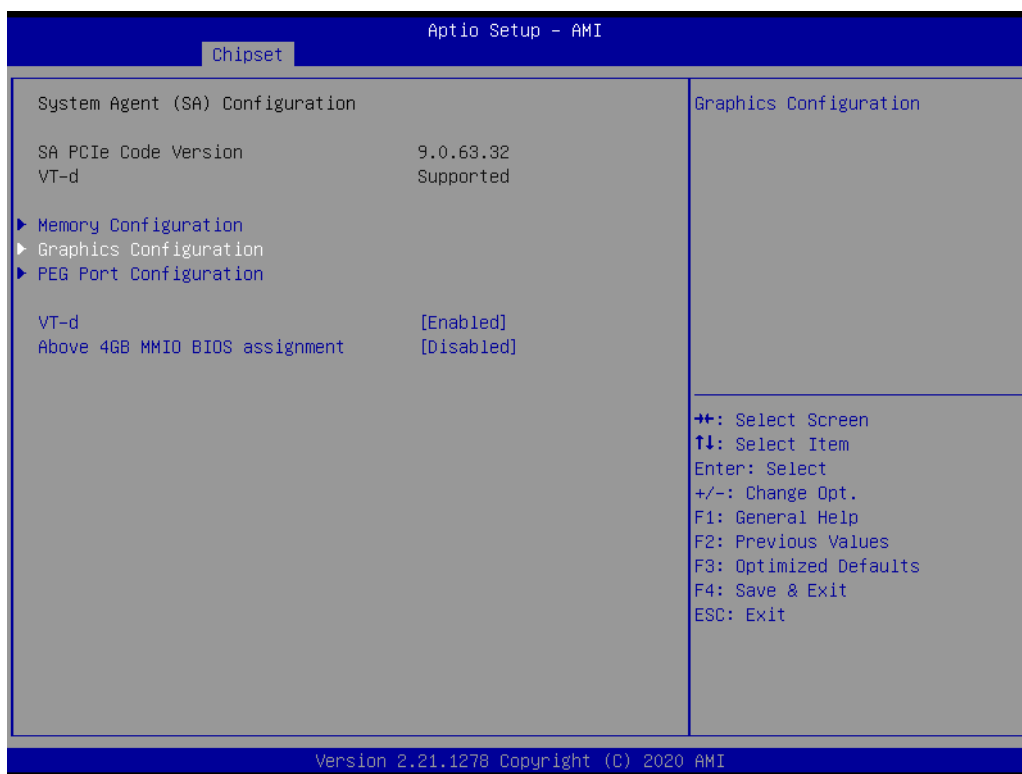 Aptio Setup – AMI
Chipset
System Agent (SA) Configuration
SA PCIe Code Version 9.0.63.32
VT-d Supported
Memory Configuration
Graphics Configuration
PEG Port Configuration
VT-d [Enabled]
Above 4GB MMIO BIOS assignment [Disabled]
Graphics Configuration
→←: Select Screen
↑↓: Select Item
Enter: Select
+/-: Change Opt.
F1: General Help
F2: Previous Values
F3: Optimized Defaults
F4: Save & Exit
ESC: Exit
Version 2.21.1278 Copyright (C) 2020 AMI